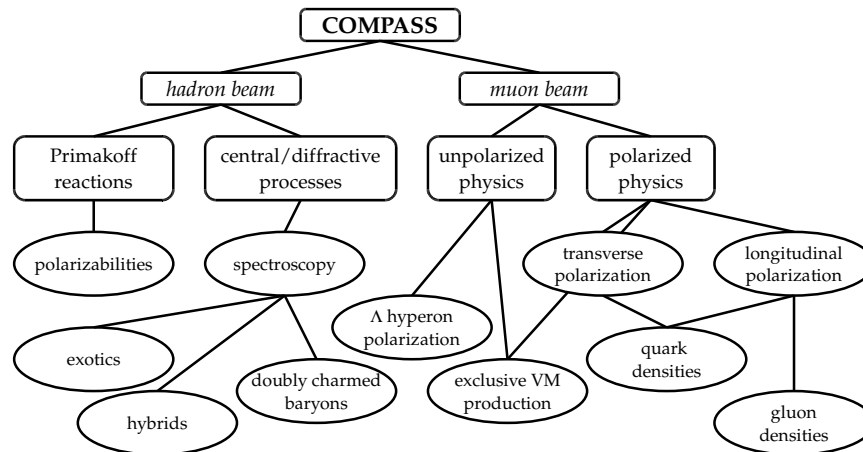 COMPASS
hadron beam
muon beam
Primakoff
reactions
central/diffractive
processes
unpolarized
physics
polarized
physics
polarizabilities
spectroscopy
transverse
polarization
longitudinal
polarization
Λ hyperon
polarization
exotics
quark
densities
doubly charmed
baryons
exclusive VM
production
hybrids
gluon
densities